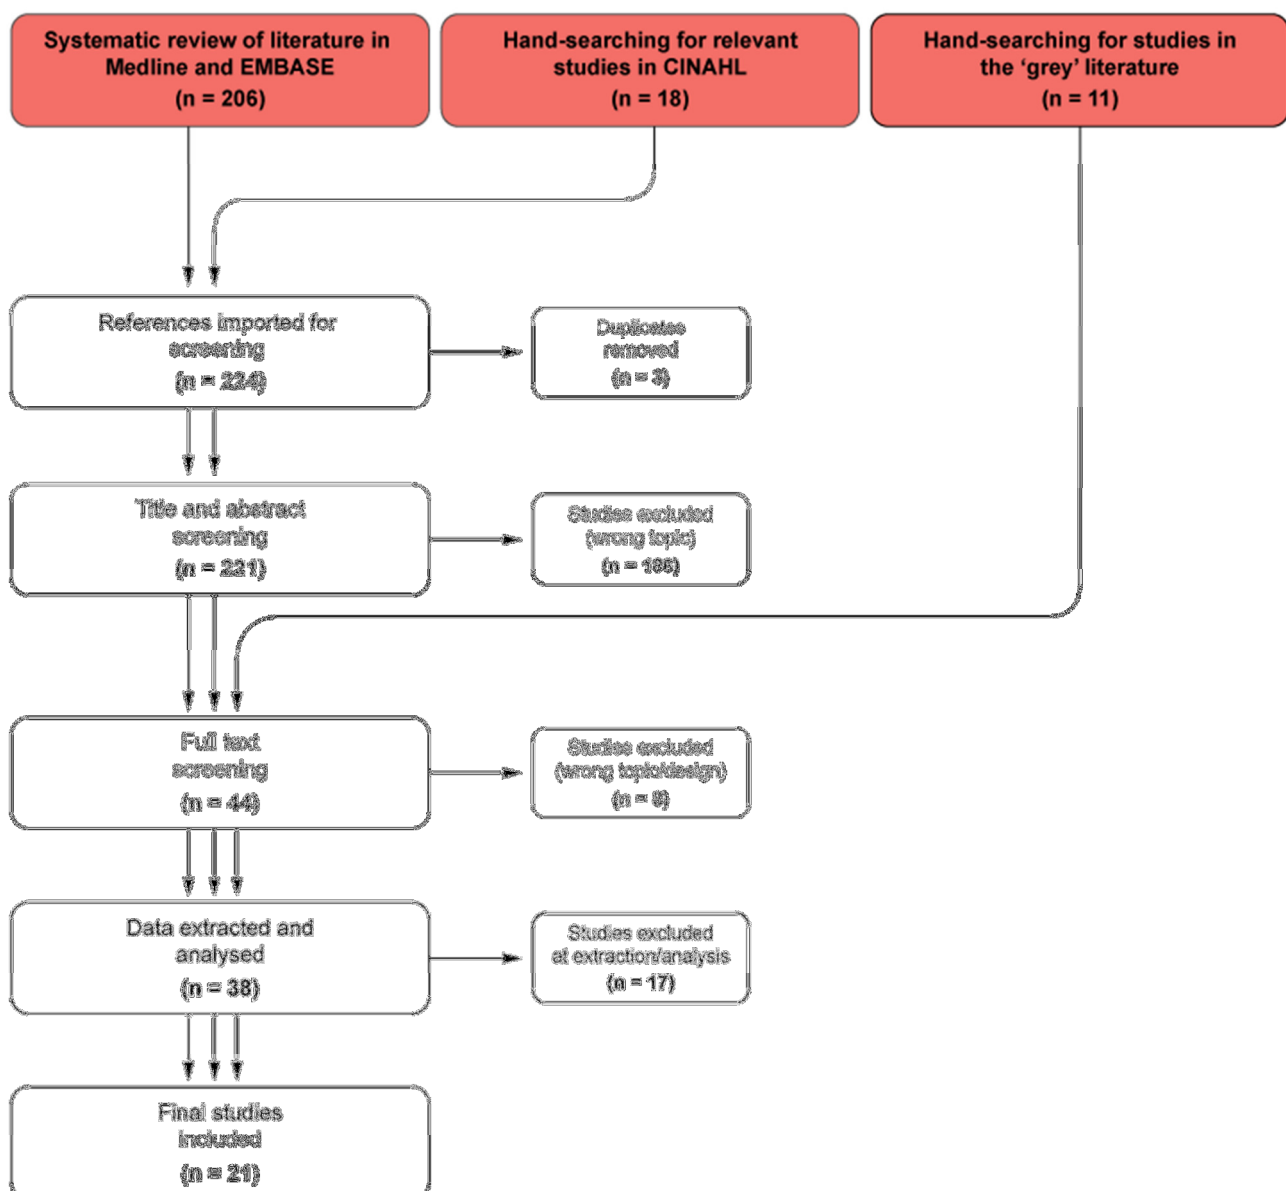 Systematic review of literature in
Medline and EMBASE
(n = 206)
Hand-searching for relevant
studies in CINAHL
(n = 18)
Hand-searching for studies in
the ‘grey’ literature
(n = 11)
References imported for
screening
(n = 224)
Duplicates
removed
(n = 3)
Title and abstract
screening
(n = 221)
Studies excluded
(wrong topic)
n =
Full text
screening
(n = 44)
Studies excluded
(wrong topic/design)
(n =
Data extracted and
analysed
(n = 38)
Studies excluded
at extraction/analysis
(n = 17)
Final studies
included
(n = 21)